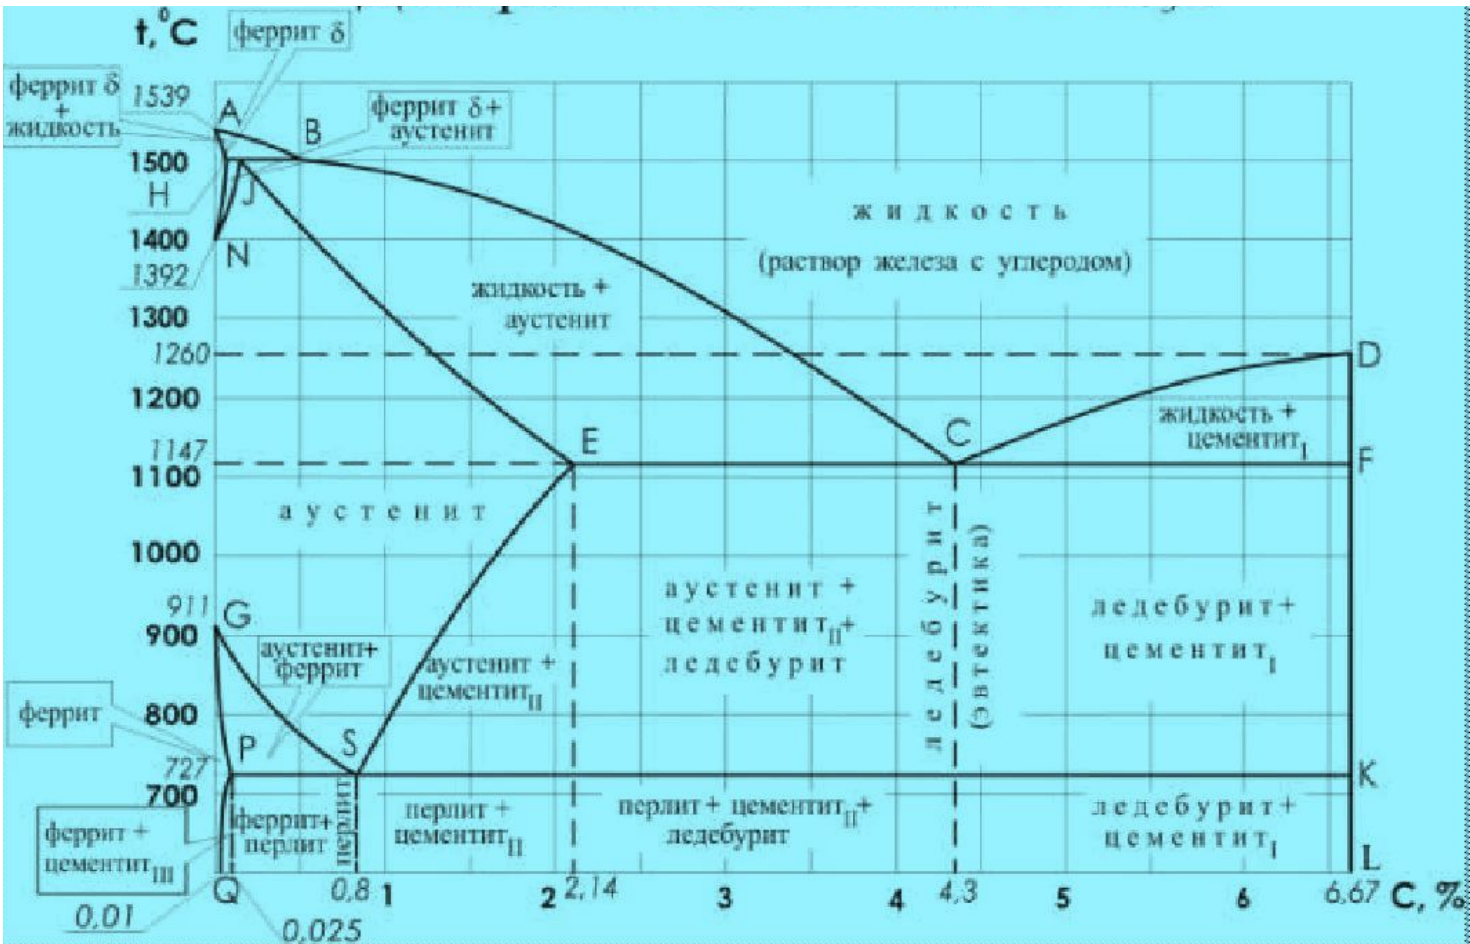 t,°C
феррит δ
феррит δ
+
жидкость
1539
A
B
феррит δ+
аустенит
1500
H
J
1400
N
1392
жидкость
(раствор железа с углеродом)
жидкость +
аустенит
1300
1260
D
1200
жидкость +
цементит I
E
C
1147
F
1100
аустенит
1000
ледебурит
(эвтектика)
аустенит +
цементит II+
ледебурит
ледебурит+
цементит I
911
G
900
аустенит+
феррит
аустенит +
цементит II
феррит
800
P
S
727
K
700
феррит +
цементит III
феррит+
перлит
перлит
перлит +
цементит II
перлит+ цементит II+
ледебурит
ледебурит+
цементит I
L
Q
0,8
1
2
2,14
3
4
4,3
5
6
6,67
C, %
0,01
0,025